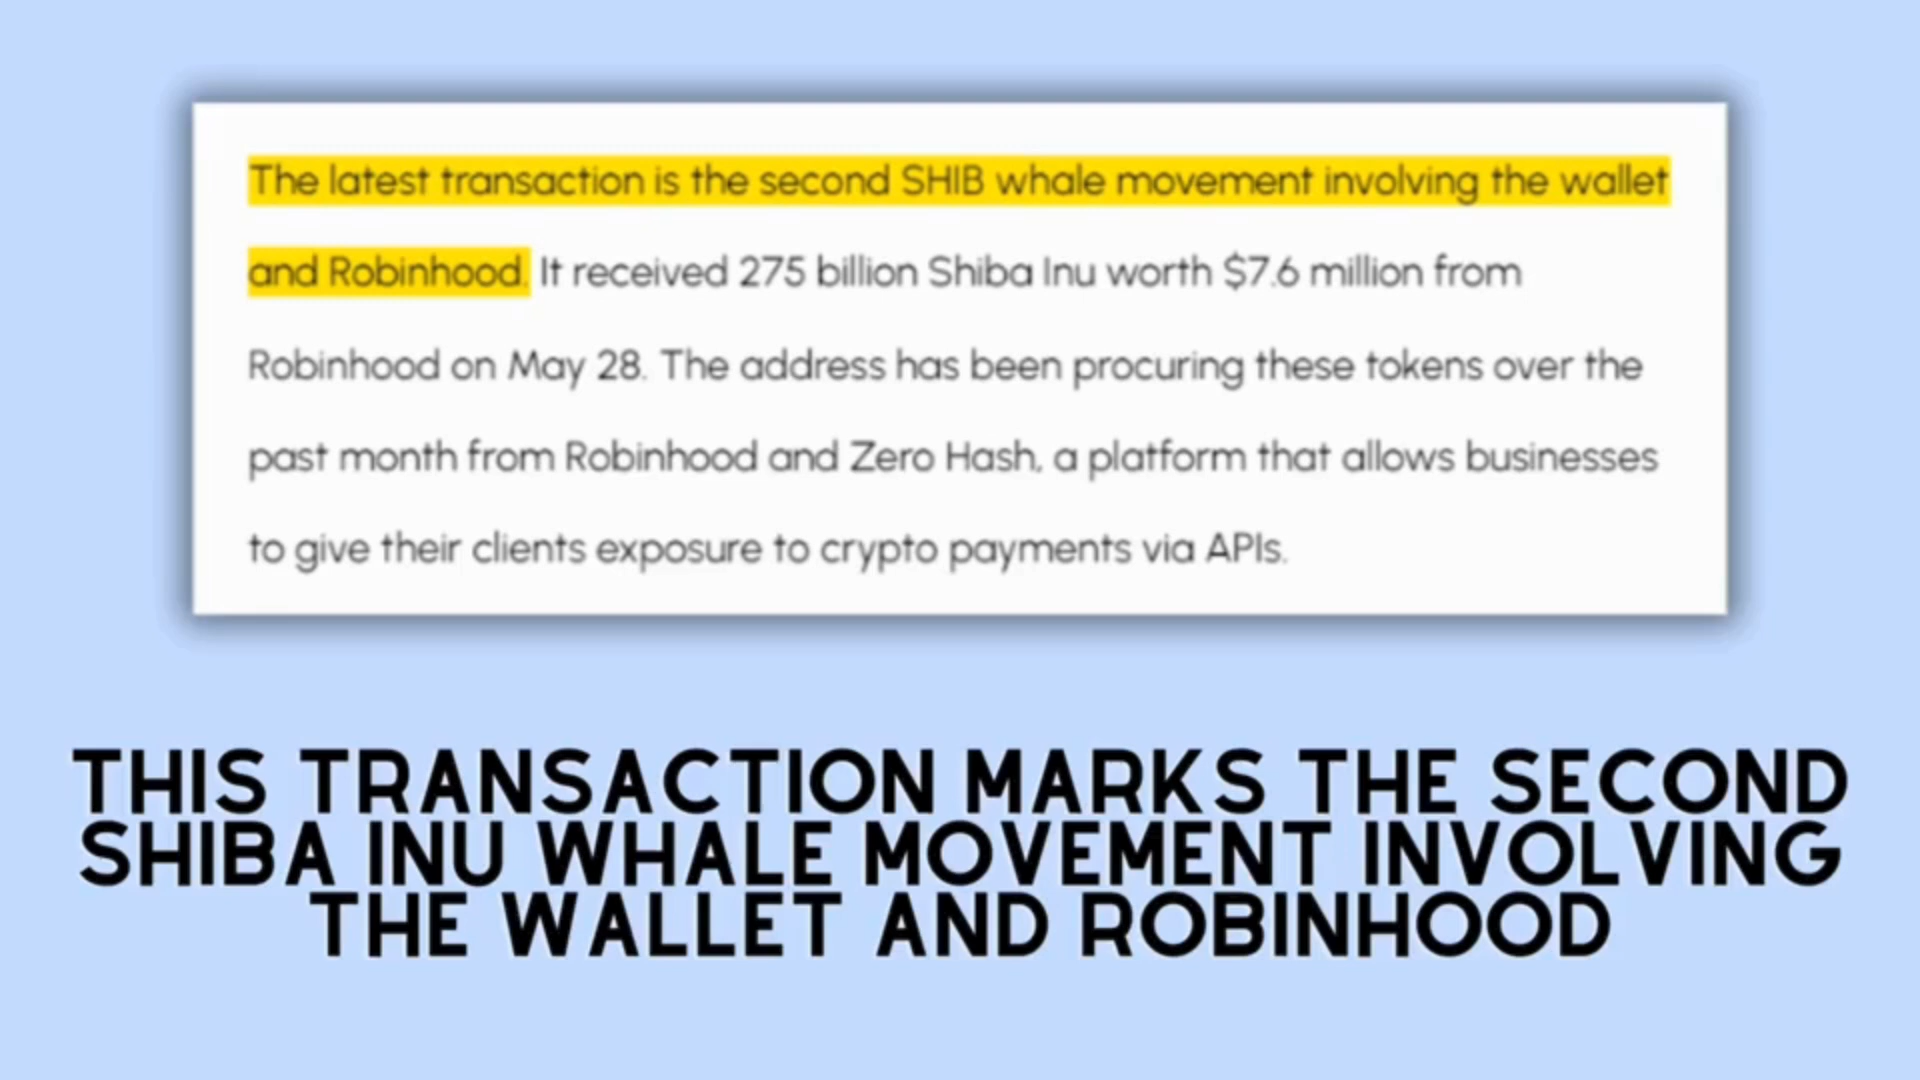 The latest transaction is the second SHIB whale movement involving the wallet
and Robinhood. It received 275 billion Shiba Inu worth $7.6 million from
Robinhood on May 28. The address has been procuring these tokens over the
past month from Robinhood and Zero Hash, a platform that allows businesses
to give their clients exposure to crypto payments via APIs.
THIS TRANSACTION MARKS THE SECOND
SHIBA INU WHALE MOVEMENT INVOLVING
THE WALLET AND ROBINHOOD